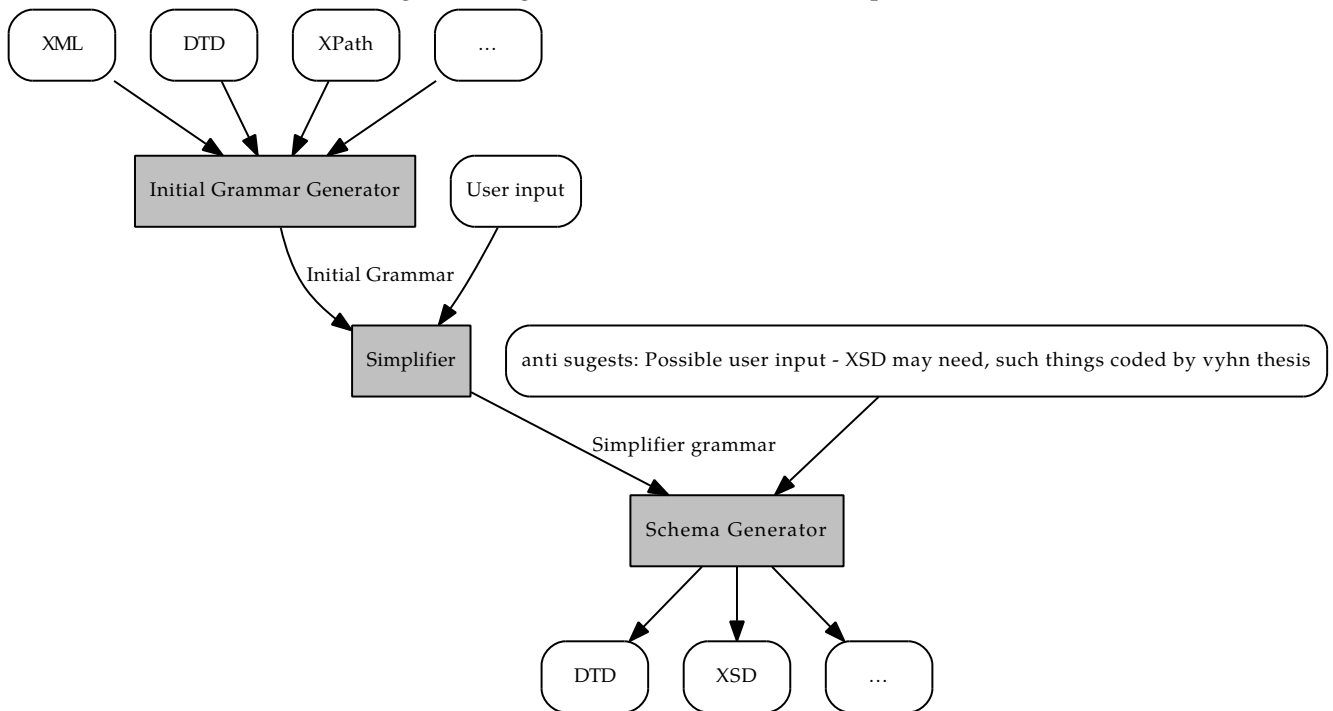 XML
DTD
XPath
...
Initial Grammar Generator
User input
Initial Grammar
Simplifier
anti sugests: Possible user input - XSD may need, such things coded by vyhn thesis
Simplifier grammar
Schema Generator
DTD
XSD
...